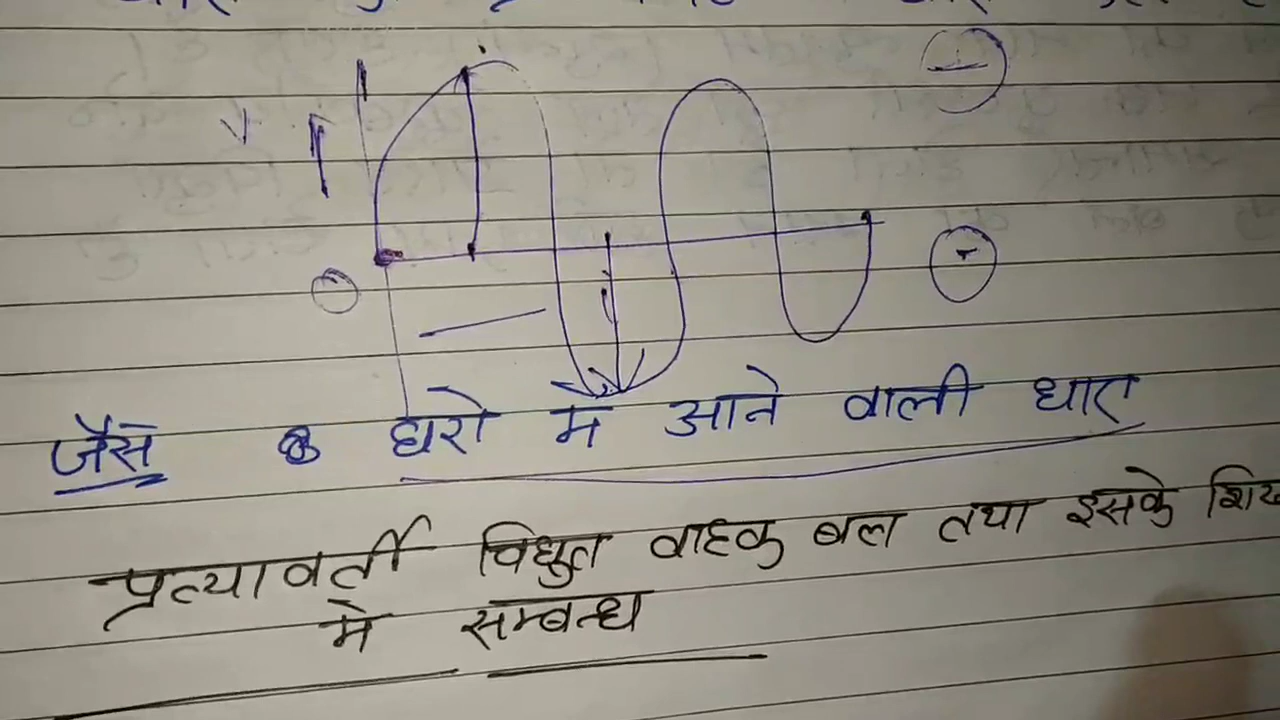 जैसे घरो में आने वाली धारा
प्रत्यावर्ती विद्युत वाहक बल तथा इसके
मे सम्बन्ध